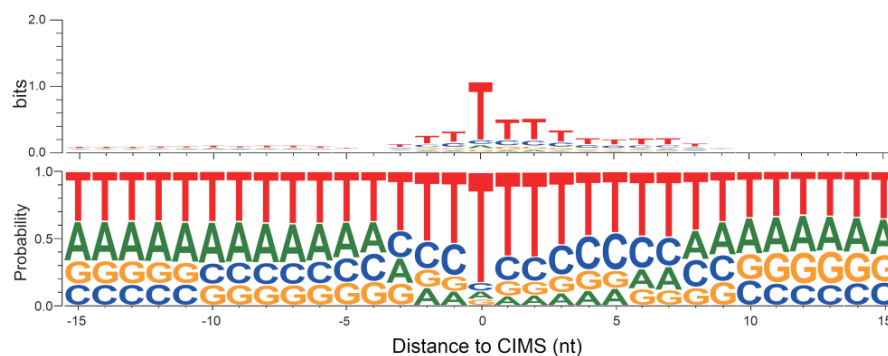 2.0
bits
1.0
0.0
T T T T T T T T T T T
1.0
Probability
0.5
0.0
T T T T T T T T T T T T T T T T T T T T T T T T T T T T T T T
A A A A A A A A A A A A C C C C C C C C C C C A A A A A A A A
G G G G G C C C C C C C A G G A G G G G G A A C C G G G G G G
C C C C C G G G G G G G G A A G A A A A A G G G G C C C C C C
-15 -10 -5 0 5 10 15
Distance to CIMS (nt)